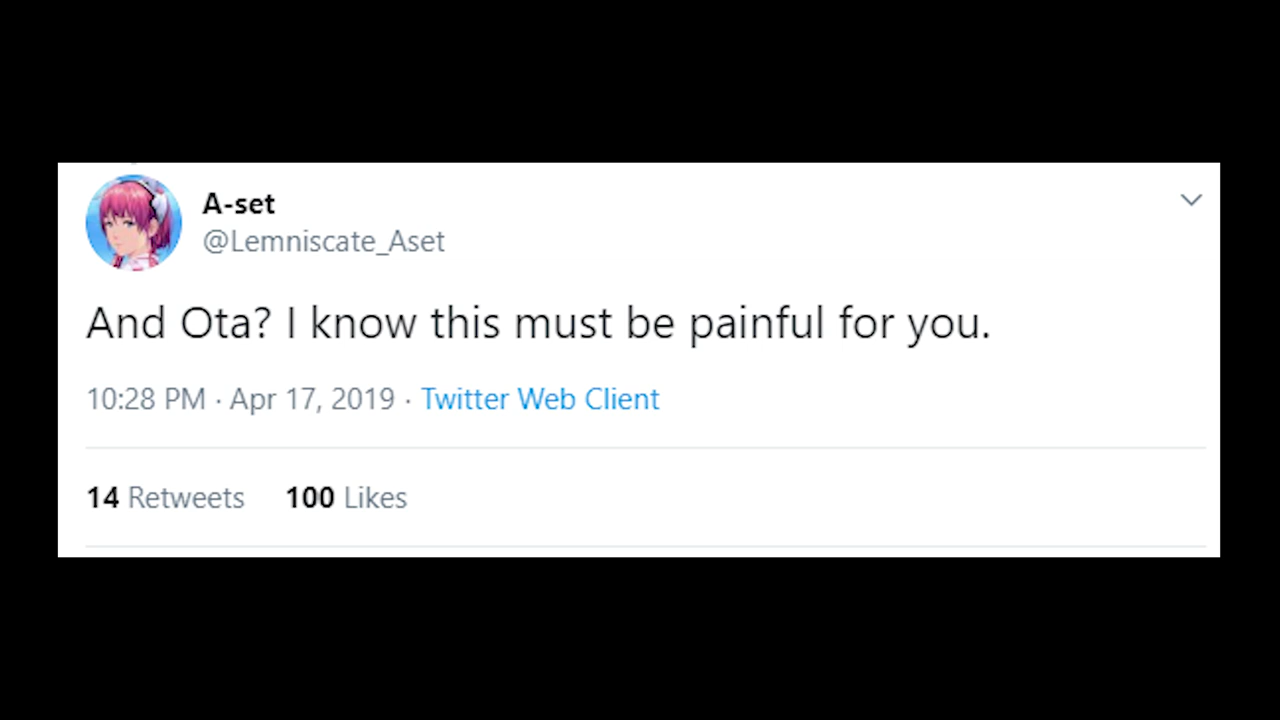 A-set
@Lemniscate_Aset
And Ota? I know this must be painful for you.
10:28 PM · Apr 17, 2019 · Twitter Web Client
14 Retweets 100 Likes